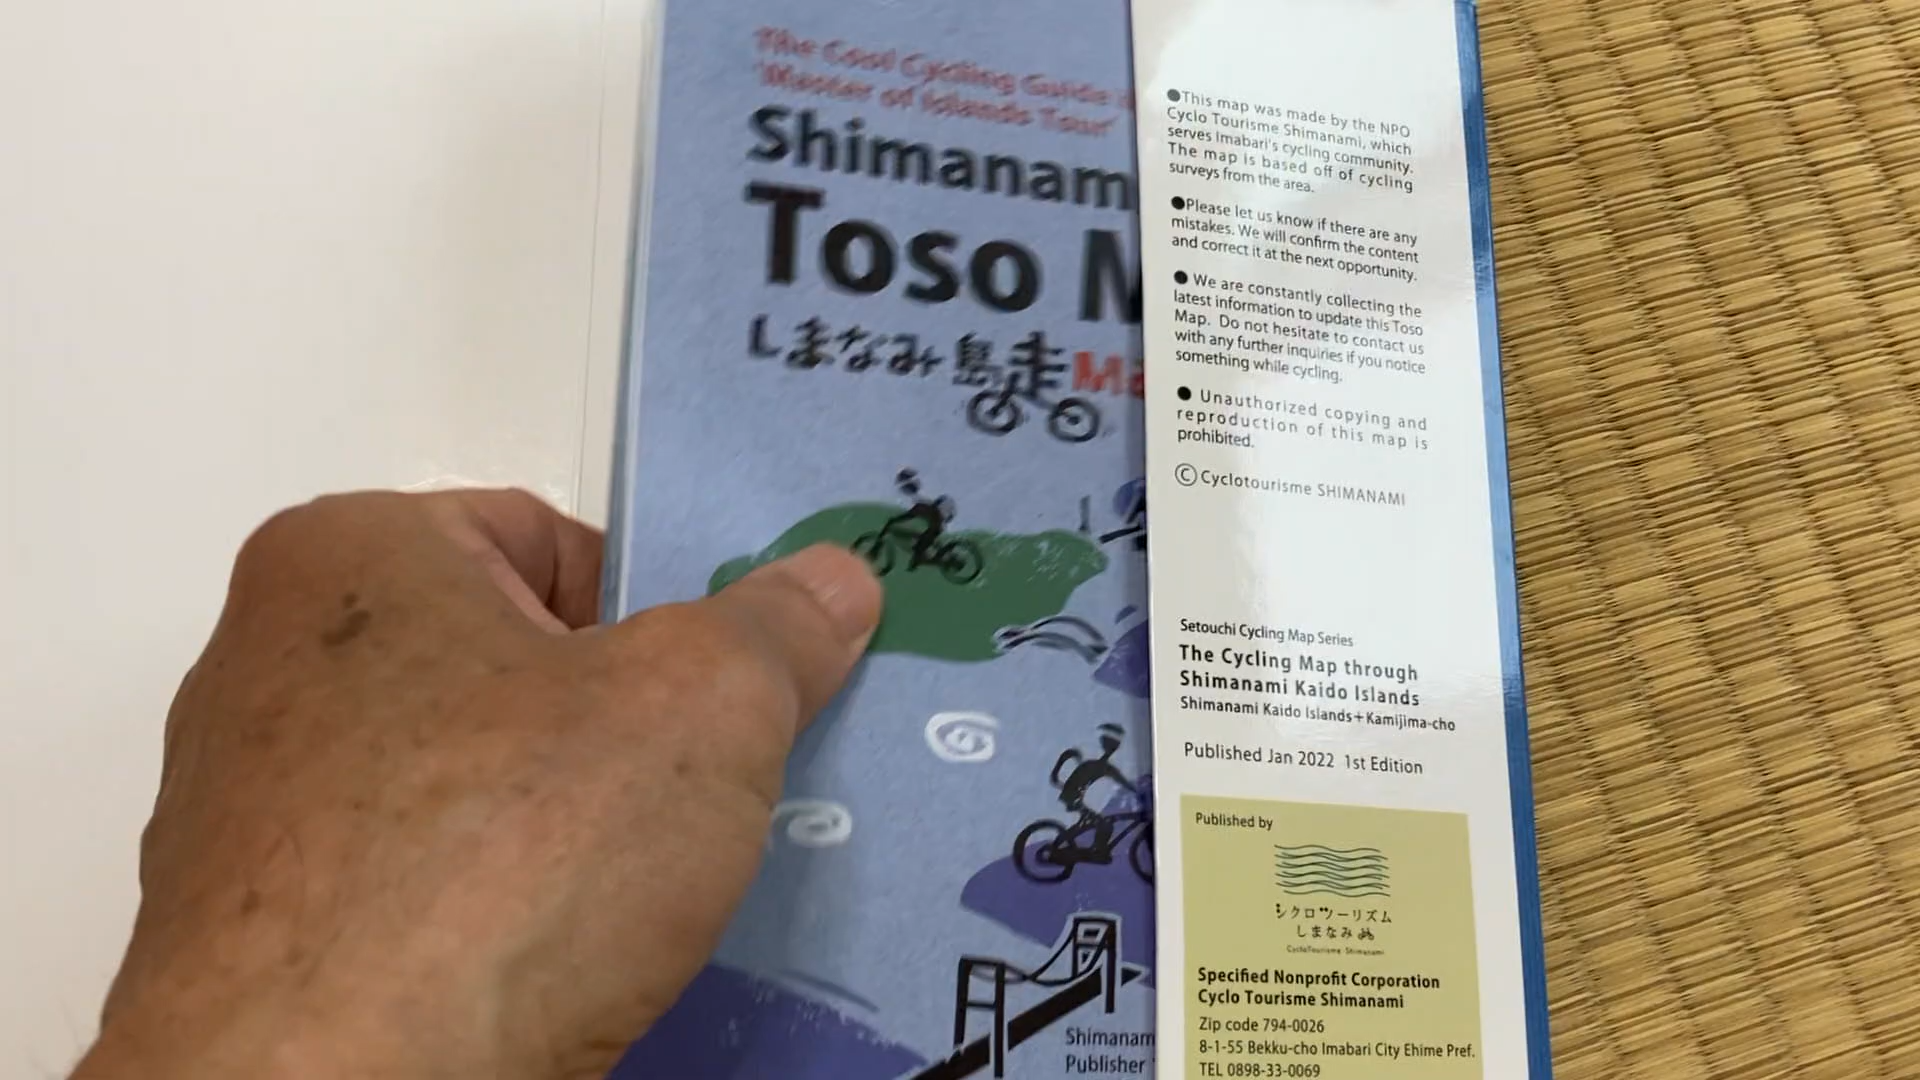 The Cool Cycling Guide
'Master of Islands Tour'
Shimanam
Toso M
しまなみ 島走Ma
Shimanam
Publisher
●This map was made by the NPO
Cyclo Tourisme Shimanami, which
serves Imabari's cycling community.
The map is based off of cycling
surveys from the area.
●Please let us know if there are any
mistakes. We will confirm the content
and correct it at the next opportunity.
● We are constantly collecting the
latest information to update this Toso
Map. Do not hesitate to contact us
with any further inquiries if you notice
something while cycling.
● Unauthorized copying and
reproduction of this map is
prohibited.
©Cyclotourisme SHIMANAMI
Setouchi Cycling Map Series
The Cycling Map through
Shimanami Kaido Islands
Shimanami Kaido Islands+Kamijima-cho
Published Jan 2022 1st Edition
Published by
シクロツーリズム
しまなみ
CycloTourisme Shimanami
Specified Nonprofit Corporation
Cyclo Tourisme Shimanami
Zip code 794-0026
8-1-55 Bekku-cho Imabari City Ehime Pref.
TEL 0898-33-0069